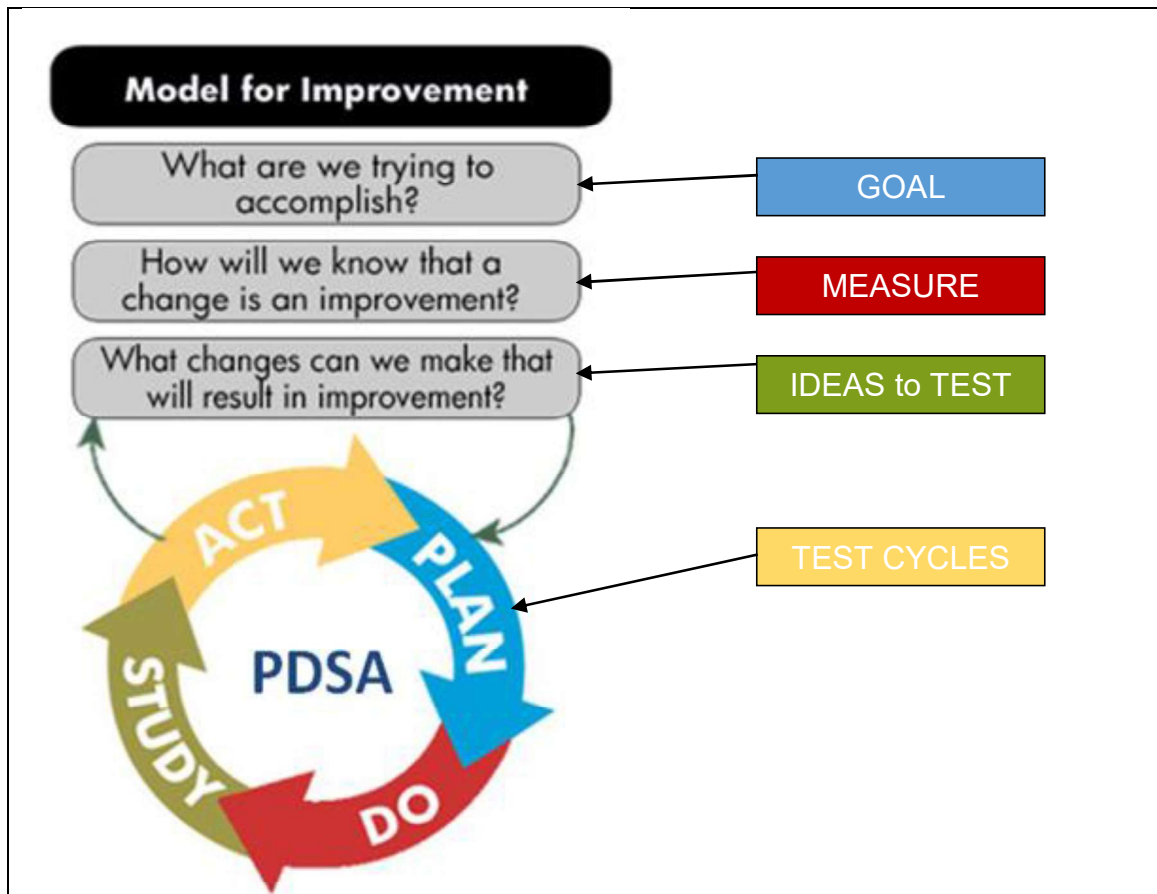 Model for Improvement
What are we trying to
accomplish?
GOAL
How will we know that a
change is an improvement?
MEASURE
What changes can we make that
will result in improvement?
IDEAS to TEST
ACT
PLAN
TEST CYCLES
PDSA
STUDY
DO